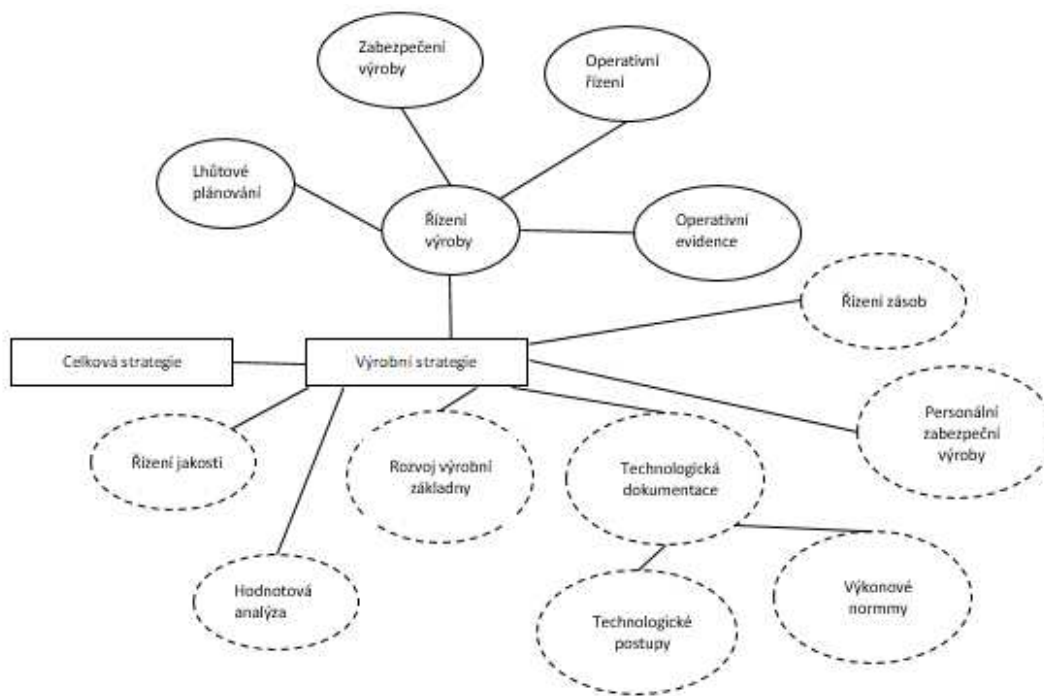 Zabezpečení
výroby
Operativní
řízení
Lhůtové
plánování
Řízení
výroby
Operativní
evidence
Řízení zásob
Celková strategie
Výrobní strategie
Personální
zabezpeční
výroby
Řízení jakosti
Rozvoj výrobní
základny
Technologická
dokumentace
Hodnotová
analýza
Technologické
postupy
Výkonové
normmy